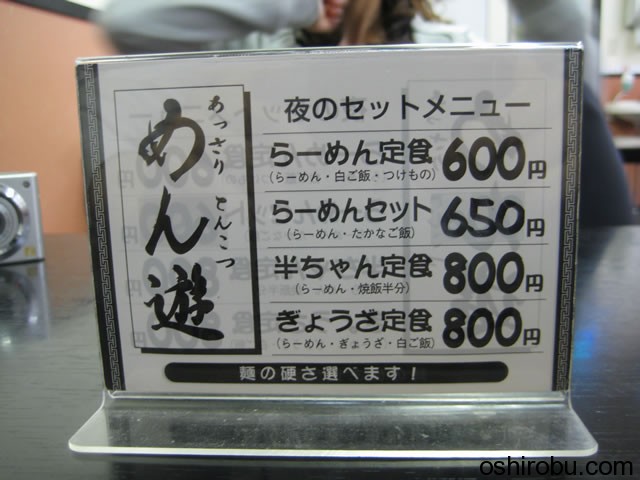 あっさり とんこつ
めん遊
夜のセットメニュー
らーめん定食 600円
(らーめん・白ご飯・つけもの)
らーめんセット 650円
(らーめん・たかなご飯)
半ちゃん定食 800円
(らーめん・焼飯半分)
ぎょうざ定食 800円
(らーめん・ぎょうざ・白ご飯)
麺の硬さ選べます!
oshirobu.com